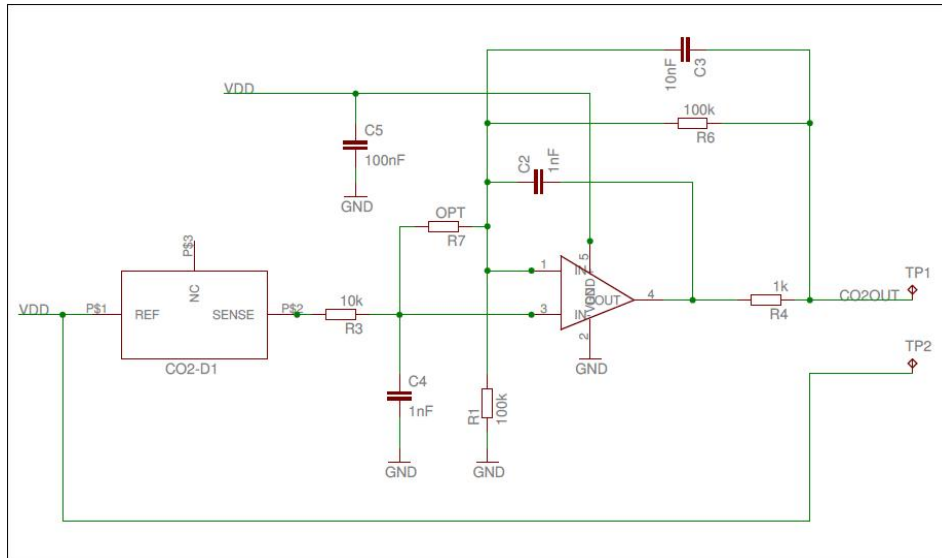 10nF
C3
VDD
100k
R6
C5
100nF
GND
C2
1nF
OPT
R7
P$3
NC
VDD
P$1
REF
SENSE
P$2
CO2-D1
10k
R3
1
IN
5
3
IN
OUT
4
2
GND
1k
R4
CO2OUT
TP1
TP2
C4
1nF
GND
R1
100k
GND